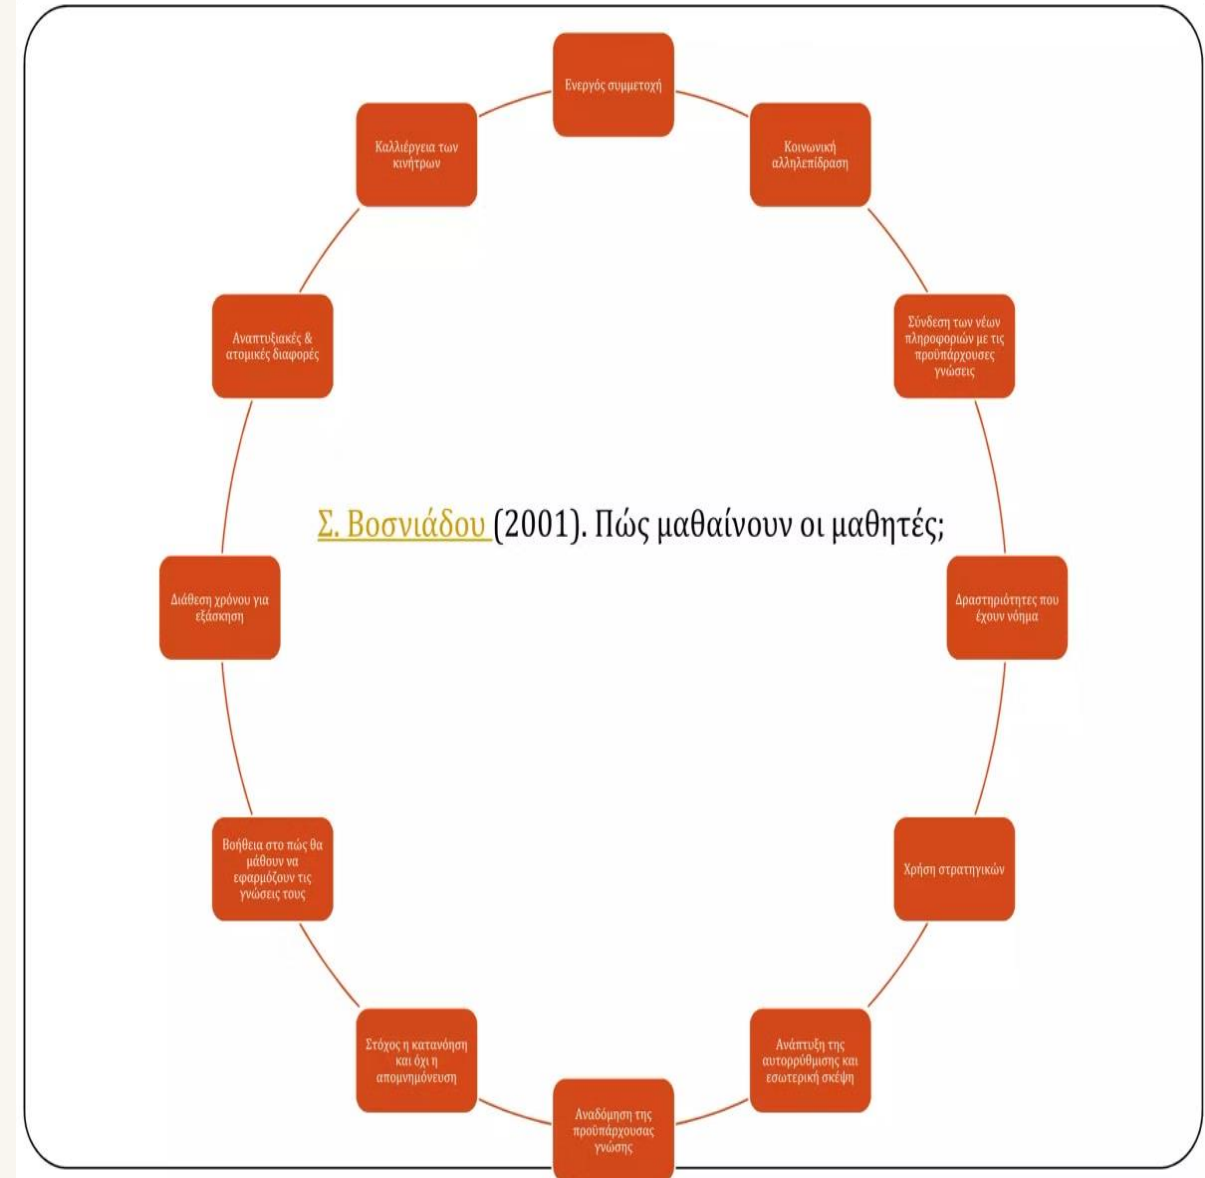 Ενεργός συμμετοχή
Κοινωνική
αλληλεπίδραση
Σύνδεση των νέων
πληροφοριών με τις
προϋπάρχουσες
γνώσεις
Δραστηριότητες που
έχουν νόημα
Χρήση στρατηγικών
Ανάπτυξη της
αυτορρύθμισης και
εσωτερική σκέψη
Αναδόμηση της
προϋπάρχουσας
γνώσης
Στόχος η κατανόηση
και όχι η
απομνημόνευση
Βοήθεια στο πώς θα
μάθουν να
εφαρμόζουν τις
γνώσεις τους
Διάθεση χρόνου για
εξάσκηση
Αναπτυξιακές &
ατομικές διαφορές
Καλλιέργεια των
κινήτρων
Σ. Βοσνιάδου (2001). Πώς μαθαίνουν οι μαθητές;